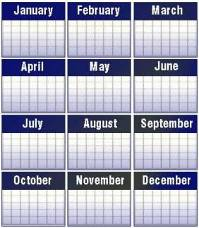 January February March
April May June
July August September
October November December